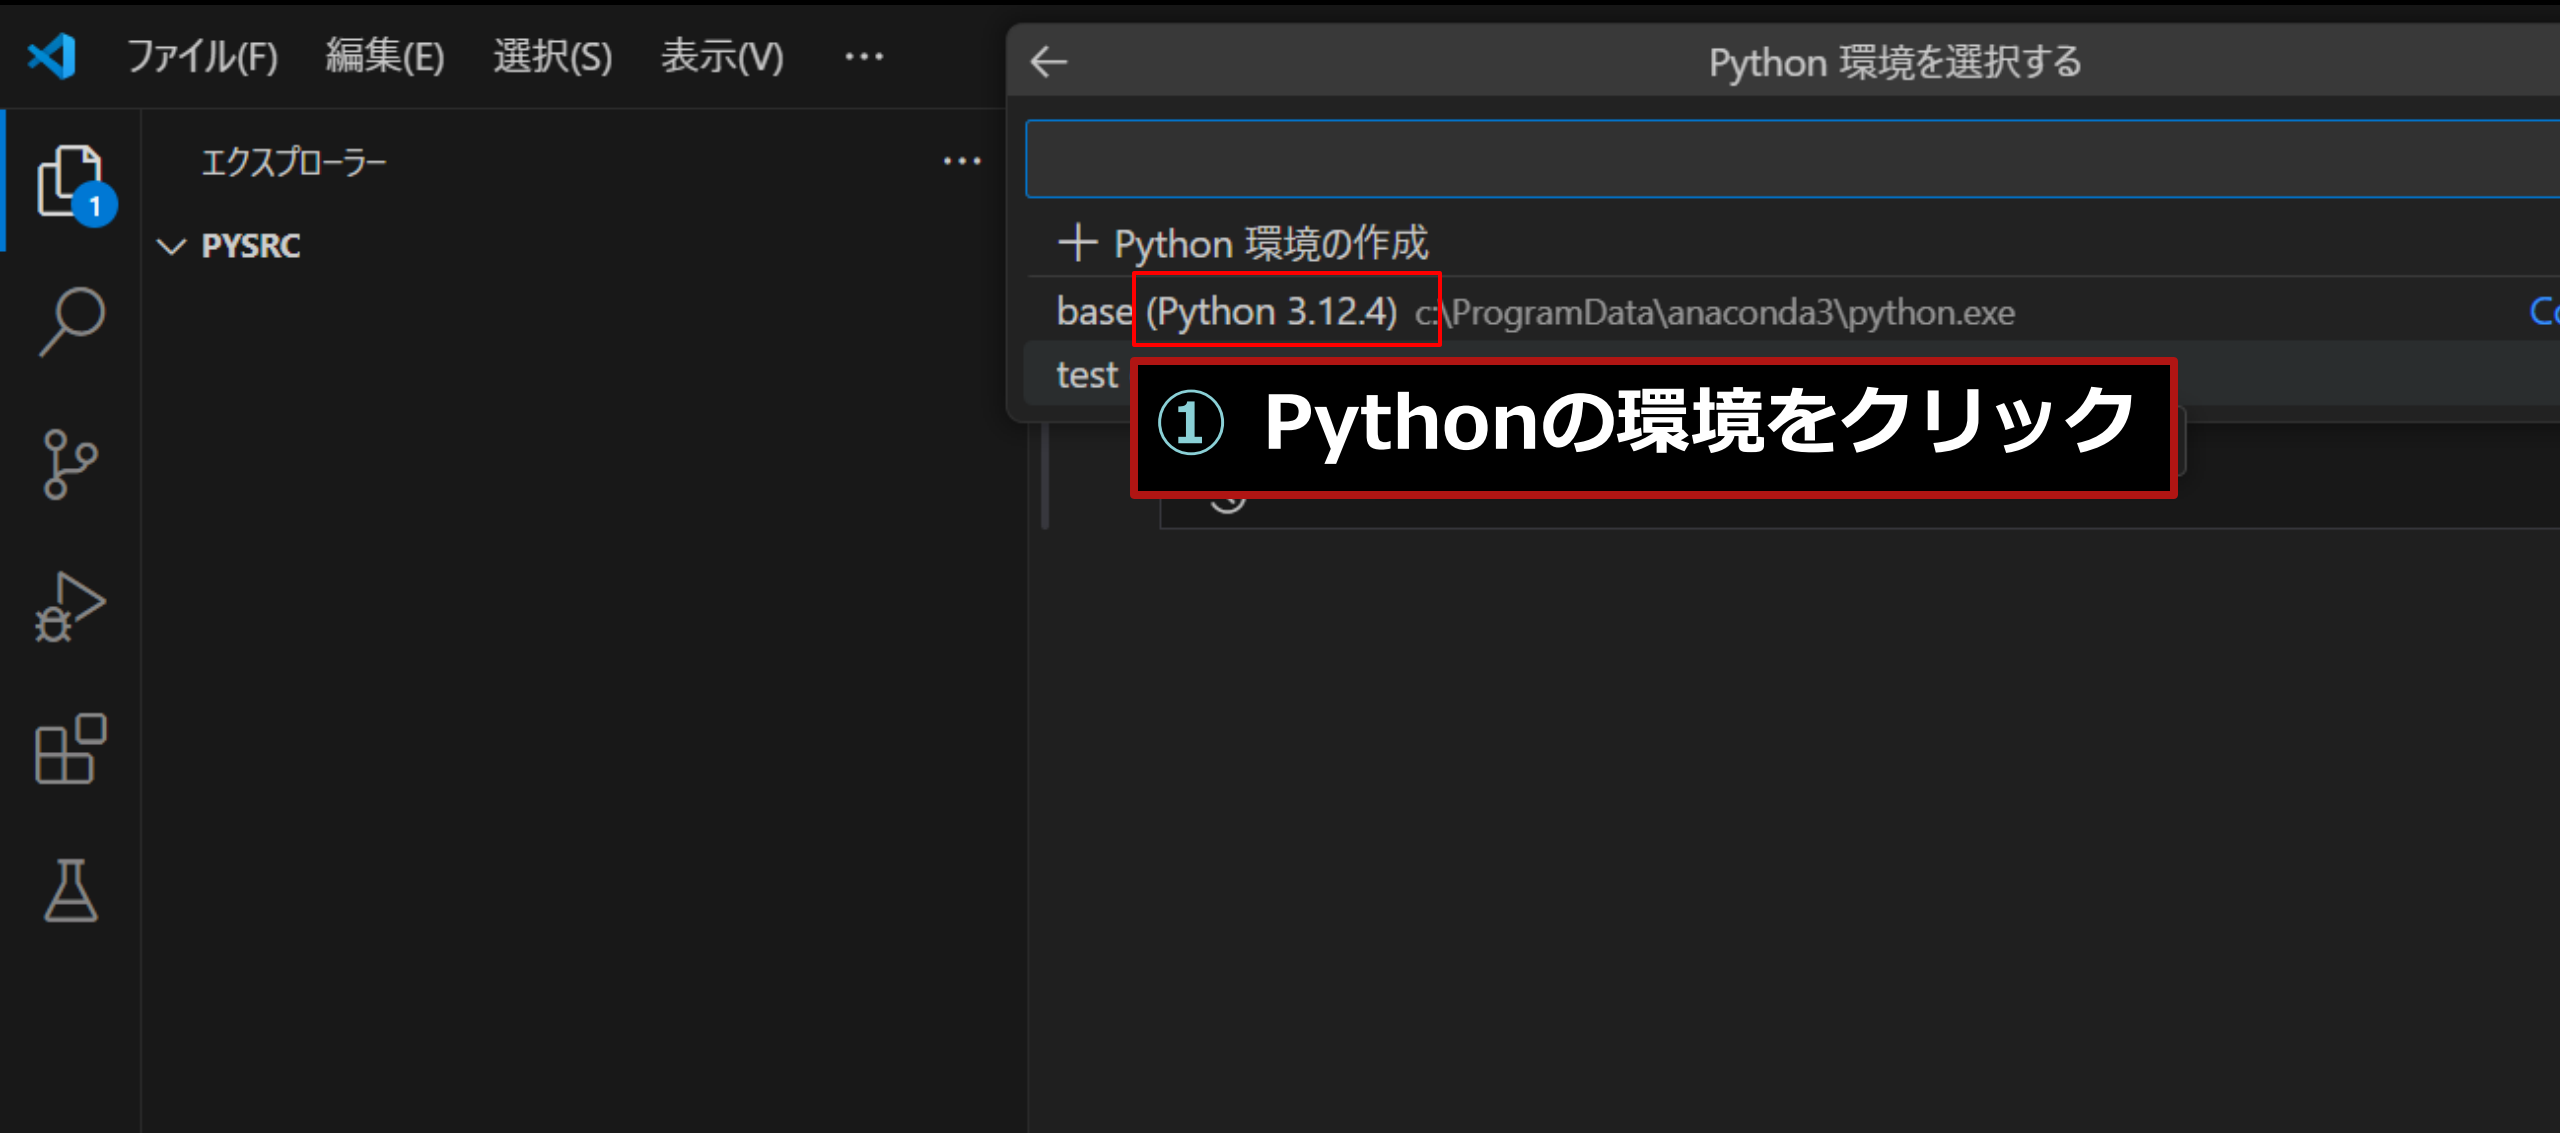 ファイル(F) 編集(E) 選択(S) 表示(V) …
Python 環境を選択する
エクスプローラー …
1
PYSRC
Python 環境の作成
base (Python 3.12.4) c:\ProgramData\anaconda3\python.exe
test
① Pythonの環境をクリック